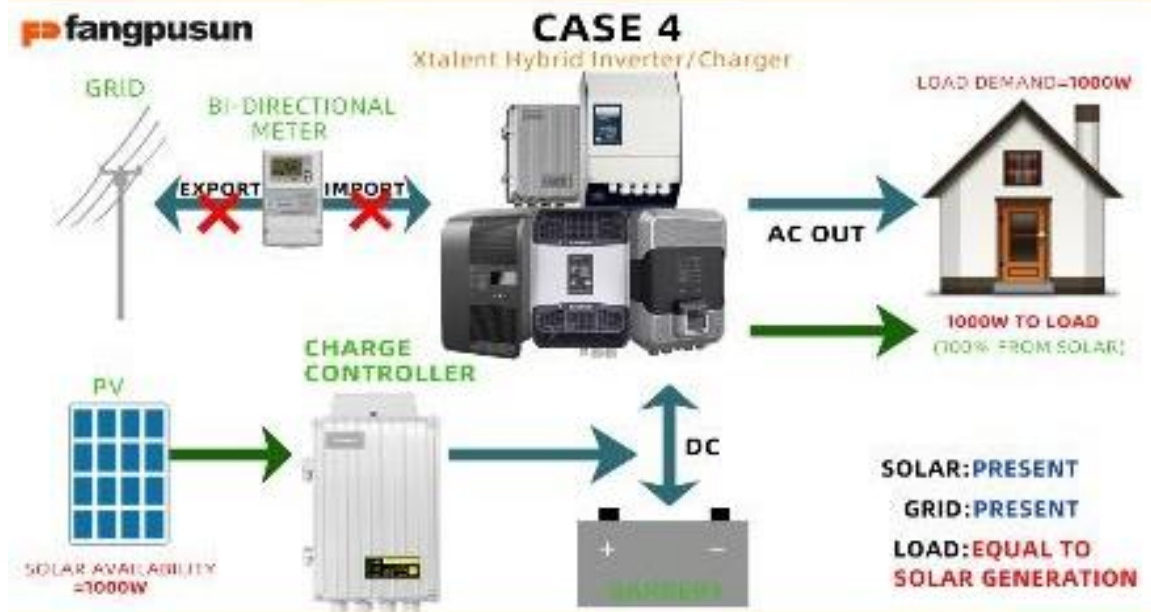 fangpusun
CASE 4
Xtalent Hybrid Inverter/Charger
GRID
BI-DIRECTIONAL
METER
EXPORT
IMPORT
LOAD DEMAND=1000W
AC OUT
1000W TO LOAD
(100% FROM SOLAR)
CHARGE
CONTROLLER
PV
DC
SOLAR AVAILABILITY
=1000W
+ −
BATTERY
SOLAR:PRESENT
GRID:PRESENT
LOAD:EQUAL TO
SOLAR GENERATION